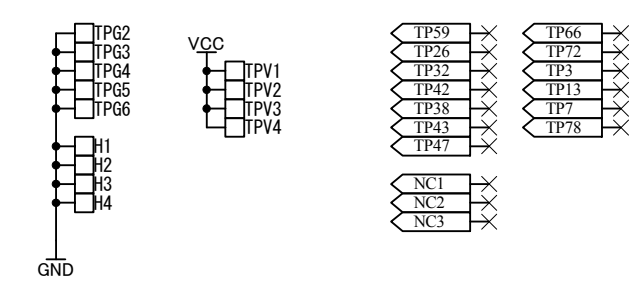 TPG2
TPG3
TPG4
TPG5
TPG6
H1
H2
H3
H4
GND
VCC
TPV1
TPV2
TPV3
TPV4
TP59
TP26
TP32
TP42
TP38
TP43
TP47
NC1
NC2
NC3
TP66
TP72
TP3
TP13
TP7
TP78